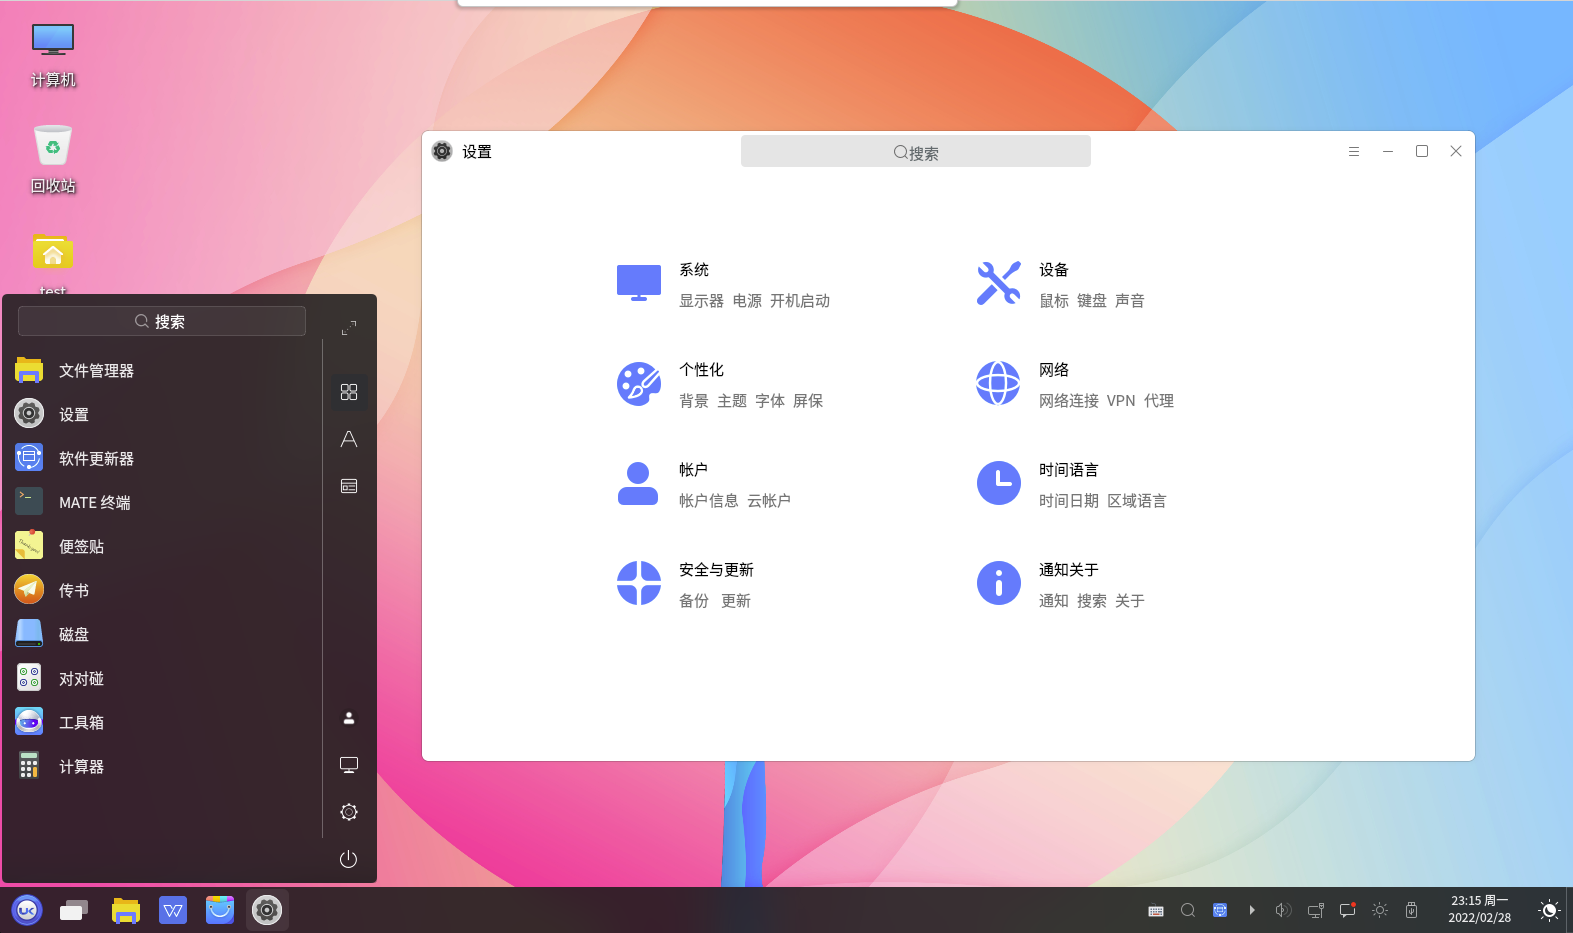 计算机
回收站
test
搜索
文件管理器
设置
软件更新器
MATE 终端
便签贴
传书
磁盘
对对碰
工具箱
计算器
设置
搜索
系统
显示器 电源 开机启动
设备
鼠标 键盘 声音
个性化
背景 主题 字体 屏保
网络
网络连接 VPN 代理
帐户
帐户信息 云帐户
时间语言
时间日期 区域语言
安全与更新
备份 更新
通知关于
通知 搜索 关于
23:15 周一
2022/02/28